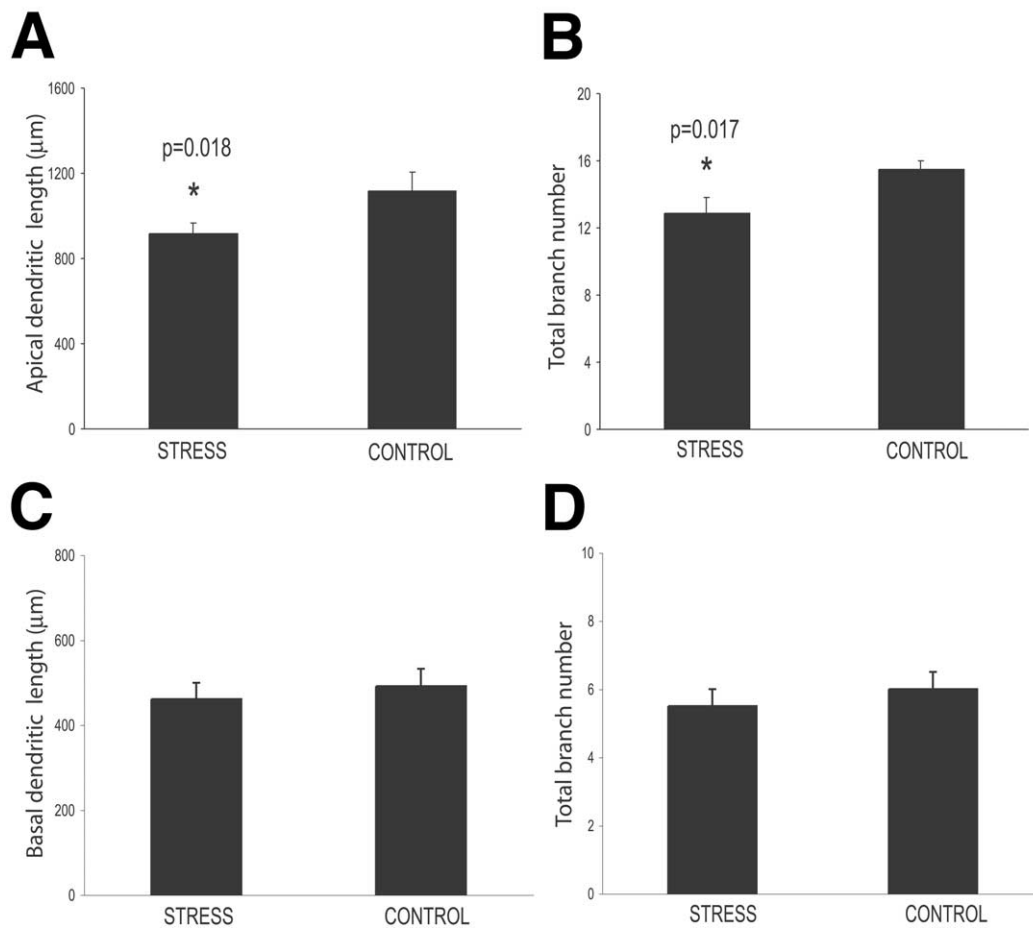 A
Apical dendritic length (μm)
1600
1200
800
400
0
p=0.018
*
STRESS
CONTROL
B
Total branch number
20
16
12
8
4
0
p=0.017
*
STRESS
CONTROL
C
Basal dendritic length (μm)
800
600
400
200
0
STRESS
CONTROL
D
Total branch number
10
8
6
4
2
0
STRESS
CONTROL